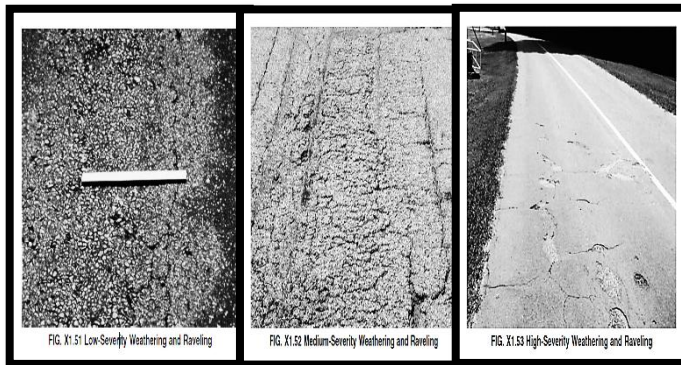 FIG. X1.51 Low-Severity Weathering and Raveling
FIG. X1.52 Medium-Severity Weathering and Raveling
FIG. X1.53 High-Severity Weathering and Raveling